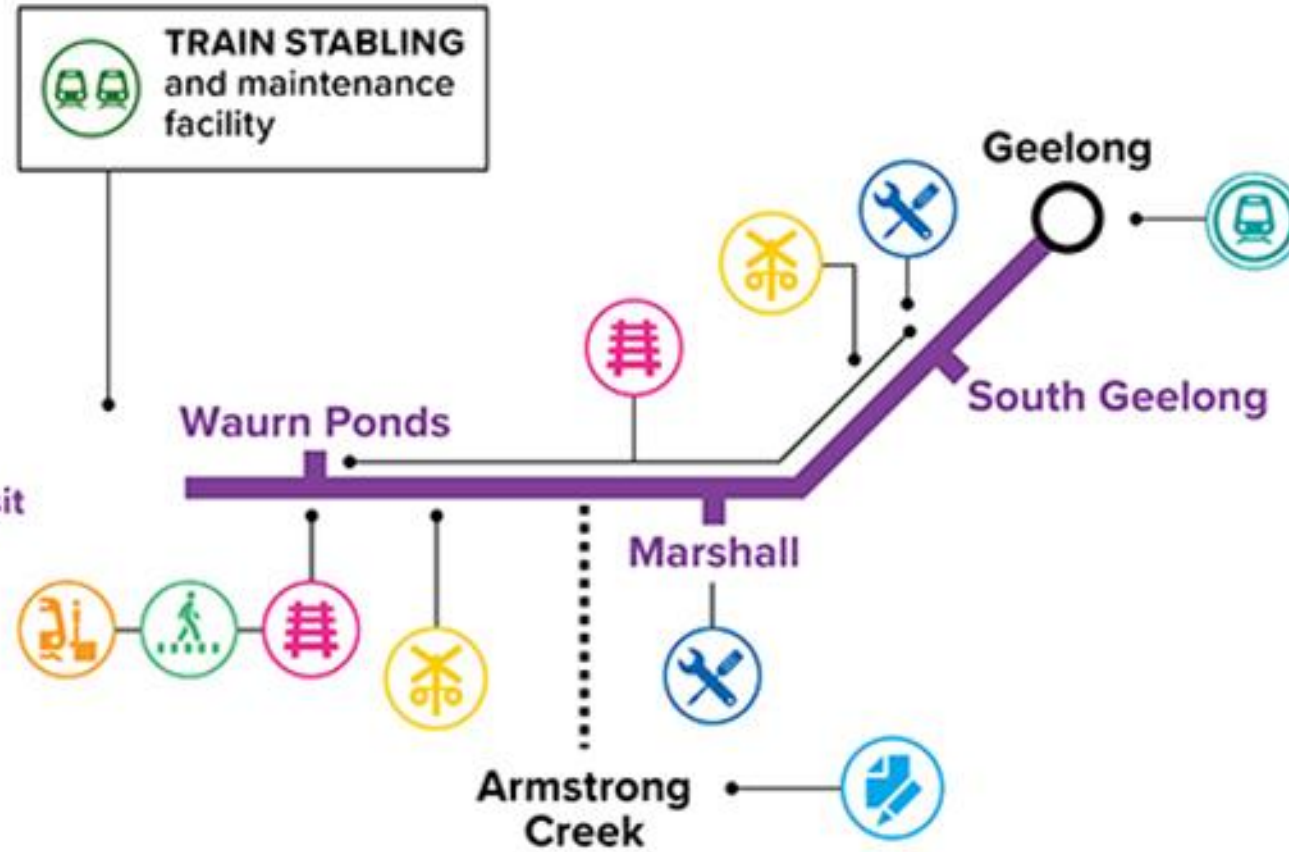 TRAIN STABLING
and maintenance
facility
Geelong
South Geelong
Waurn Ponds
Marshall
Armstrong
Creek